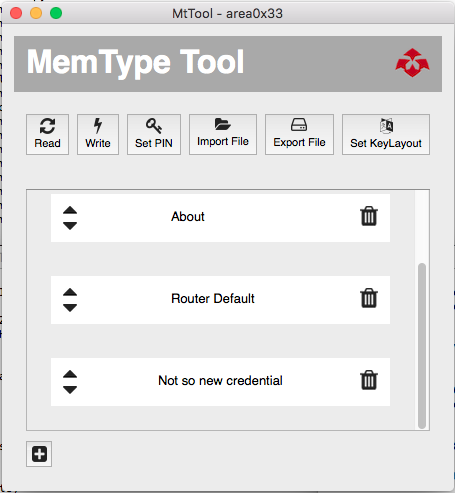 MtTool - area0x33
MemType Tool
Read Write Set PIN Import File Export File Set KeyLayout
About
Router Default
Not so new credential